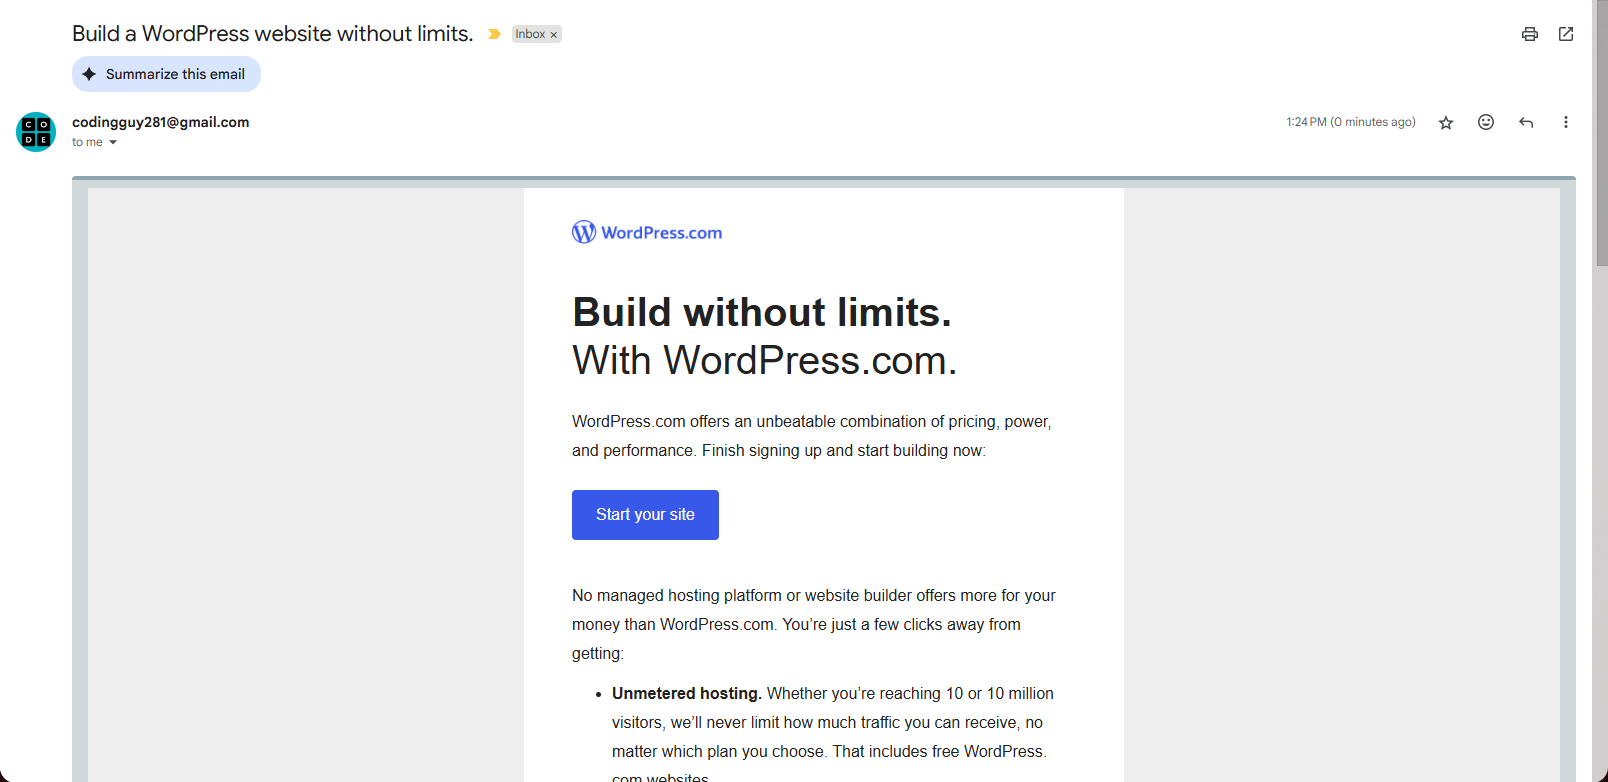 Build a WordPress website without limits.
Inbox ×
Summarize this email
CODE
codingguy281@gmail.com
1:24 PM (0 minutes ago)
to me
WordPress.com
Build without limits.
With WordPress.com.
WordPress.com offers an unbeatable combination of pricing, power,
and performance. Finish signing up and start building now:
Start your site
No managed hosting platform or website builder offers more for your
money than WordPress.com. You’re just a few clicks away from
getting:
• Unmetered hosting. Whether you’re reaching 10 or 10 million
visitors, we’ll never limit how much traffic you can receive, no
matter which plan you choose. That includes free WordPress.
com websites.